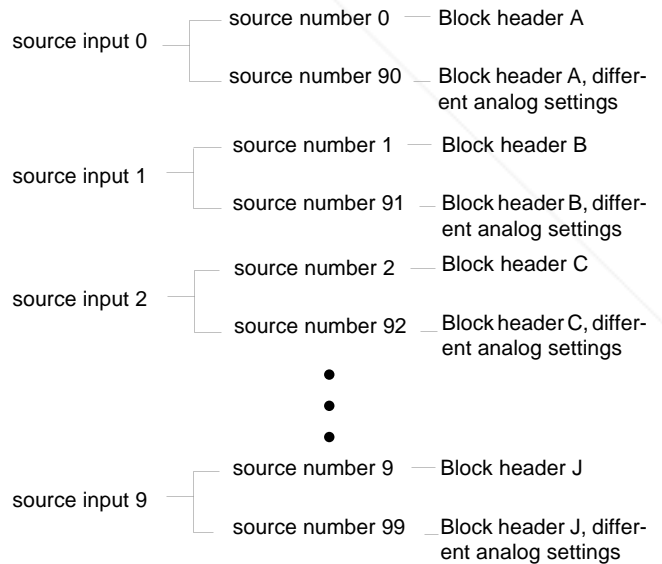 source number 0 Block header A
source input 0
source number 90 Block header A, differ-
ent analog settings
source number 1 Block header B
source input 1
source number 91 Block header B, differ-
ent analog settings
source number 2 Block header C
source input 2
source number 92 Block header C, differ-
ent analog settings
source number 9 Block header J
source input 9
source number 99 Block header J, differ-
ent analog settings